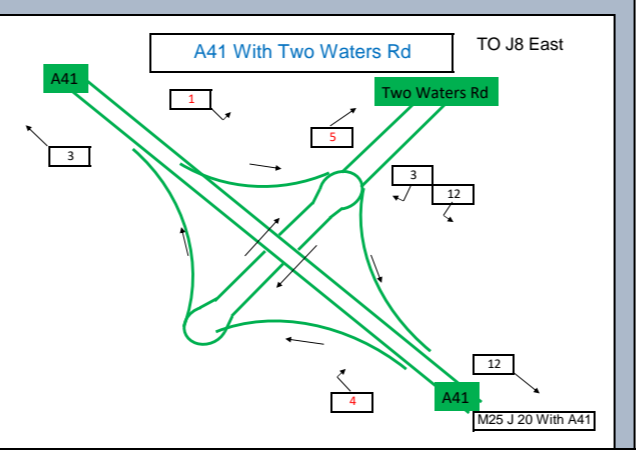 A41 With Two Waters Rd
TO J8 East
A41
1
Two Waters Rd
5
3
3
12
12
4
A41
M25 J 20 With A41